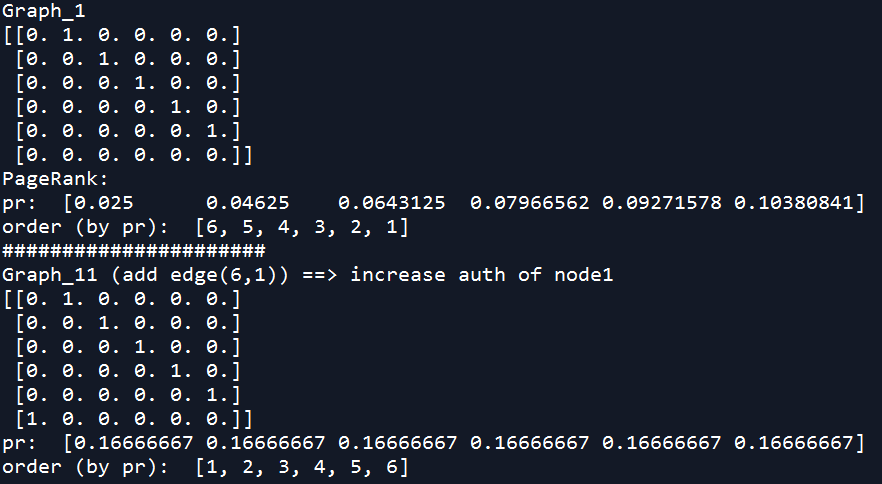 Graph_1
[[0. 1. 0. 0. 0. 0.]
 [0. 0. 1. 0. 0. 0.]
 [0. 0. 0. 1. 0. 0.]
 [0. 0. 0. 0. 1. 0.]
 [0. 0. 0. 0. 0. 1.]
 [0. 0. 0. 0. 0. 0.]]
PageRank:
pr:  [0.025      0.04625    0.0643125  0.07966562 0.09271578 0.10380841]
order (by pr):  [6, 5, 4, 3, 2, 1]
######################
Graph_11 (add edge(6,1)) ==> increase auth of node1
[[0. 1. 0. 0. 0. 0.]
 [0. 0. 1. 0. 0. 0.]
 [0. 0. 0. 1. 0. 0.]
 [0. 0. 0. 0. 1. 0.]
 [0. 0. 0. 0. 0. 1.]
 [1. 0. 0. 0. 0. 0.]]
pr:  [0.16666667 0.16666667 0.16666667 0.16666667 0.16666667 0.16666667]
order (by pr):  [1, 2, 3, 4, 5, 6]